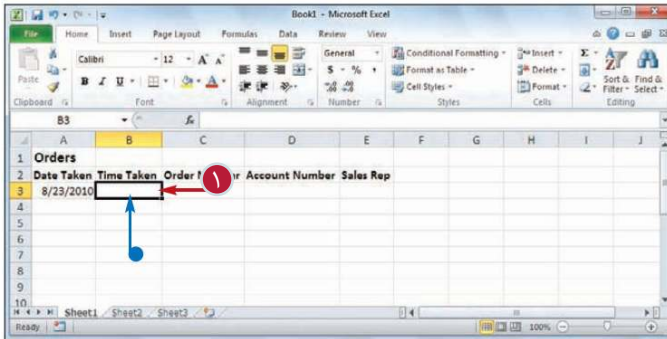 Book1 - Microsoft Excel
File Home Insert Page Layout Formulas Data Review View
Calibri 12 A A General Conditional Formatting Insert Σ
Paste B I U A $ % , Format as Table Delete Sort & Find &
Cell Styles Format Filter Select
Clipboard Font Alignment Number Styles Cells Editing
B3 fx
A B C D E F G H I J
1 Orders
2 Date Taken Time Taken Order r Account Number Sales Rep
3 8/23/2010
١
4
5
6
7
8
9
10
Sheet1 Sheet2 Sheet3
Ready 100%